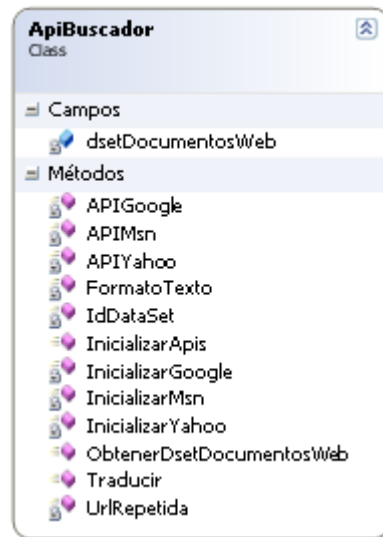 ApiBuscador
Class
Campos
dsetDocumentosWeb
Métodos
APIGoogle
APIMsn
APIYahoo
FormatoTexto
IdDataSet
InicializarApis
InicializarGoogle
InicializarMsn
InicializarYahoo
ObtenerDsetDocumentosWeb
Traducir
UrlRepetida